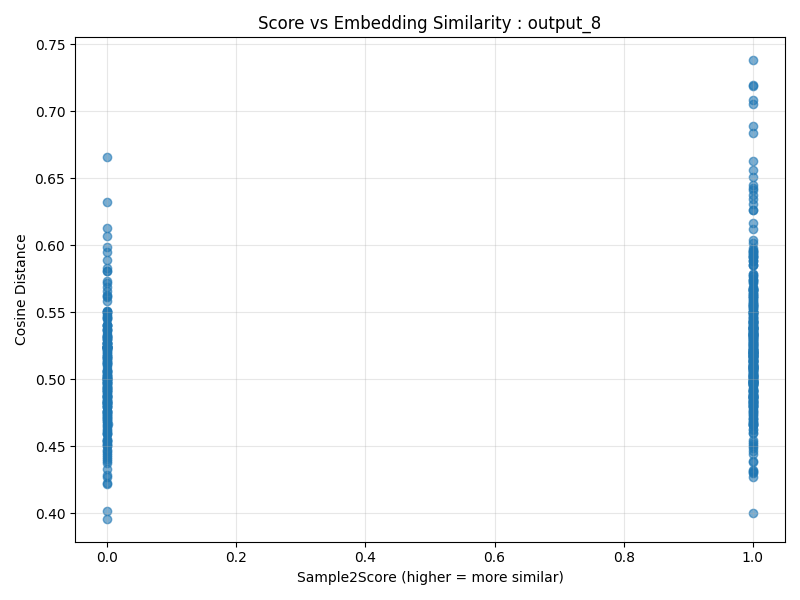 Score vs Embedding Similarity : output_8
0.75
0.70
0.65
0.60
0.55
0.50
0.45
0.40
Cosine Distance
0.0 0.2 0.4 0.6 0.8 1.0
Sample2Score (higher = more similar)